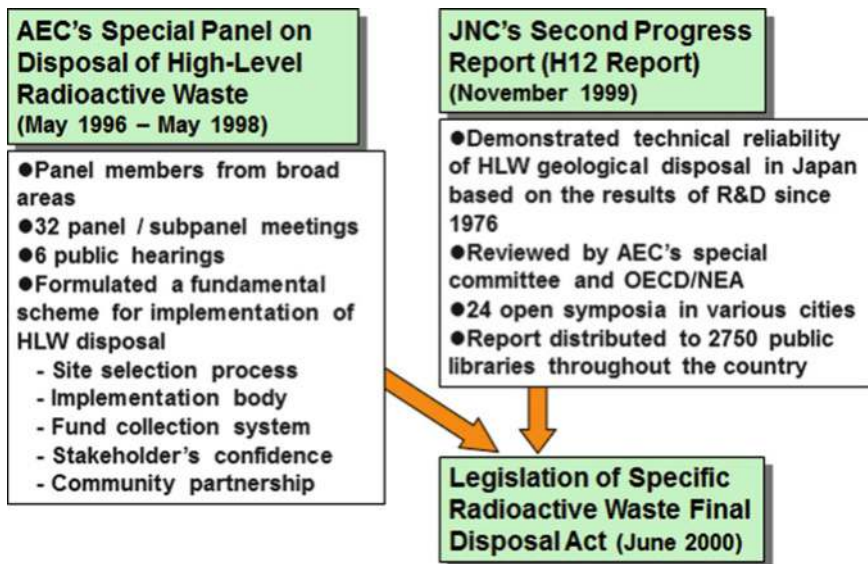 AEC's Special Panel on
Disposal of High-Level
Radioactive Waste
(May 1996 – May 1998)
●Panel members from broad
areas
●32 panel / subpanel meetings
●6 public hearings
●Formulated a fundamental
scheme for implementation of
HLW disposal
- Site selection process
- Implementation body
- Fund collection system
- Stakeholder's confidence
- Community partnership
JNC's Second Progress
Report (H12 Report)
(November 1999)
●Demonstrated technical reliability
of HLW geological disposal in Japan
based on the results of R&D since
1976
●Reviewed by AEC's special
committee and OECD/NEA
●24 open symposia in various cities
●Report distributed to 2750 public
libraries throughout the country
Legislation of Specific
Radioactive Waste Final
Disposal Act (June 2000)